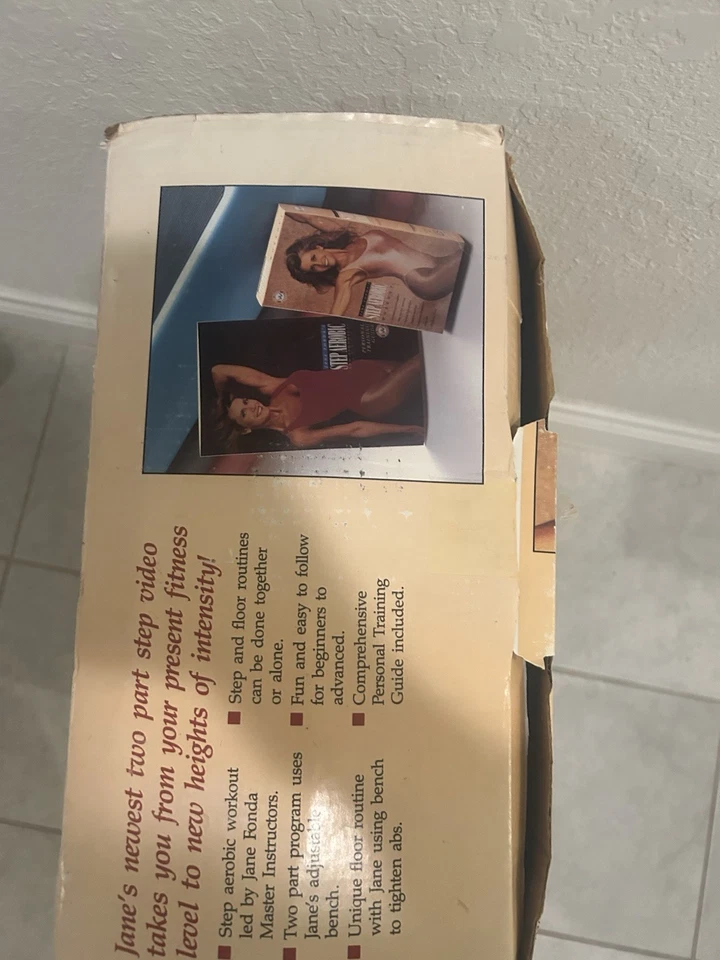 Jane's newest two part step video
takes you from your present fitness
level to new heights of intensity!
Step aerobic workout
led by Jane Fonda
Master Instructors.
Two part program uses
Jane's adjustable
bench.
Unique floor routine
with Jane using bench
to tighten abs.
Step and floor routines
can be done together
or alone.
Fun and easy to follow
for beginners to
advanced.
Comprehensive
Personal Training
Guide included.
STEP AEROBIC
STEP AEROBIC